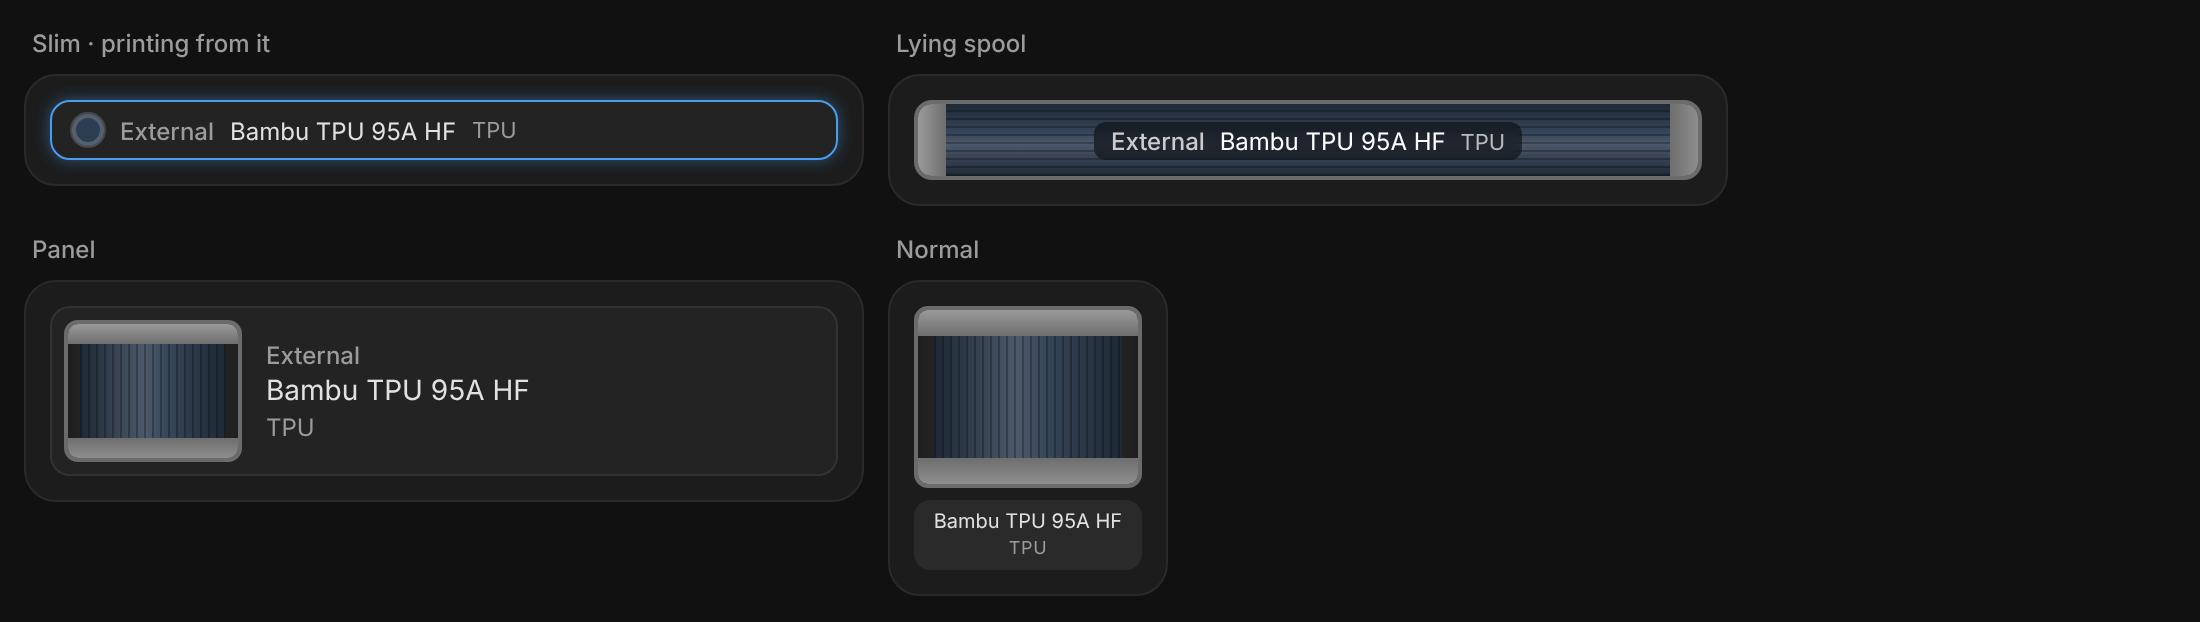 Slim · printing from it
External Bambu TPU 95A HF TPU
Lying spool
External Bambu TPU 95A HF TPU
Panel
External
Bambu TPU 95A HF
TPU
Normal
Bambu TPU 95A HF
TPU